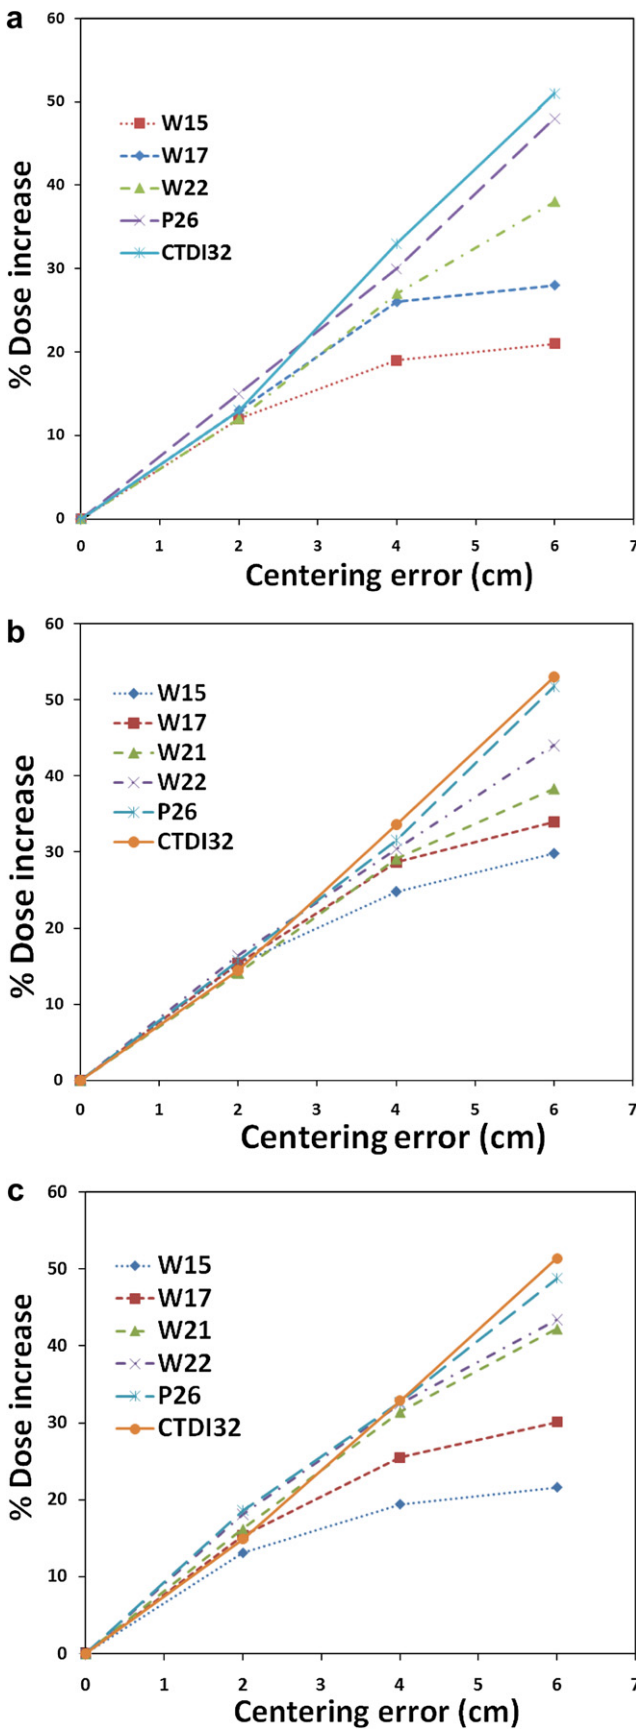 a
60
50
40
30
20
10
0
% Dose increase
W15
W17
W22
P26
CTDI32
0 1 2 3 4 5 6 7
Centering error (cm)
b
60
50
40
30
20
10
0
% Dose increase
W15
W17
W21
W22
P26
CTDI32
0 1 2 3 4 5 6 7
Centering error (cm)
c
60
50
40
30
20
10
0
% Dose increase
W15
W17
W21
W22
P26
CTDI32
0 1 2 3 4 5 6 7
Centering error (cm)